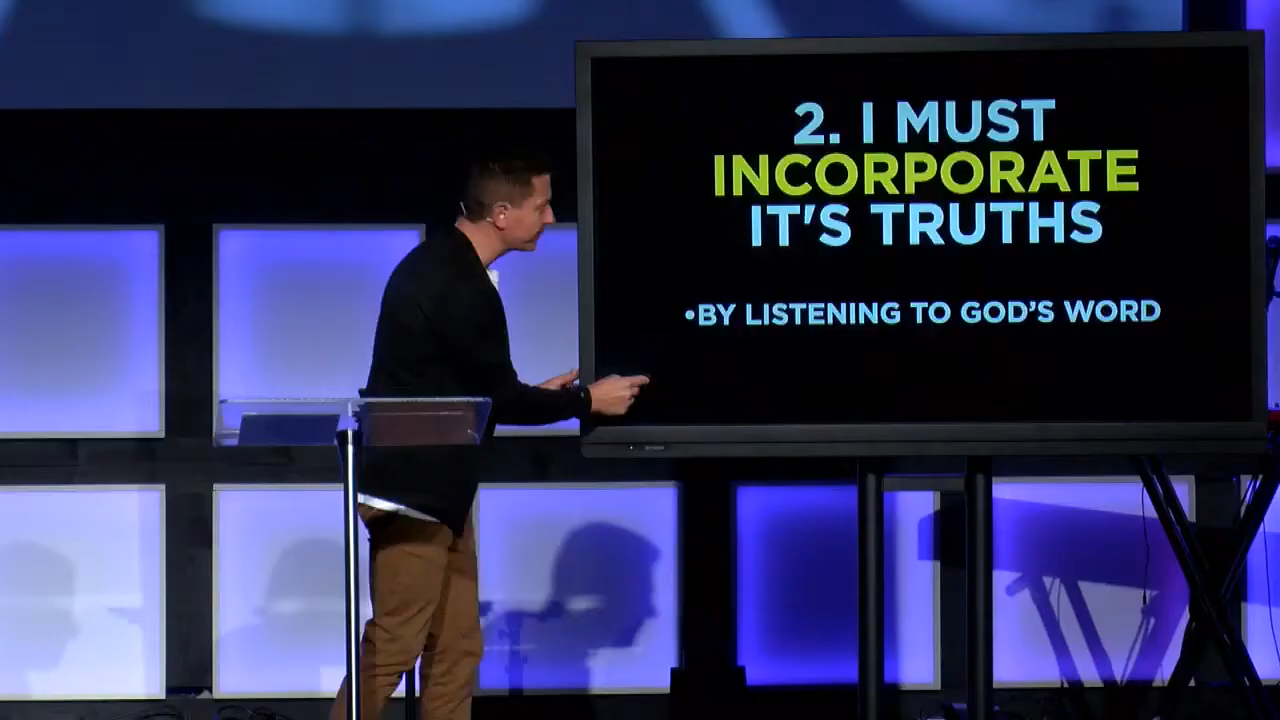 2. I MUST
INCORPORATE
IT'S TRUTHS
•BY LISTENING TO GOD’S WORD